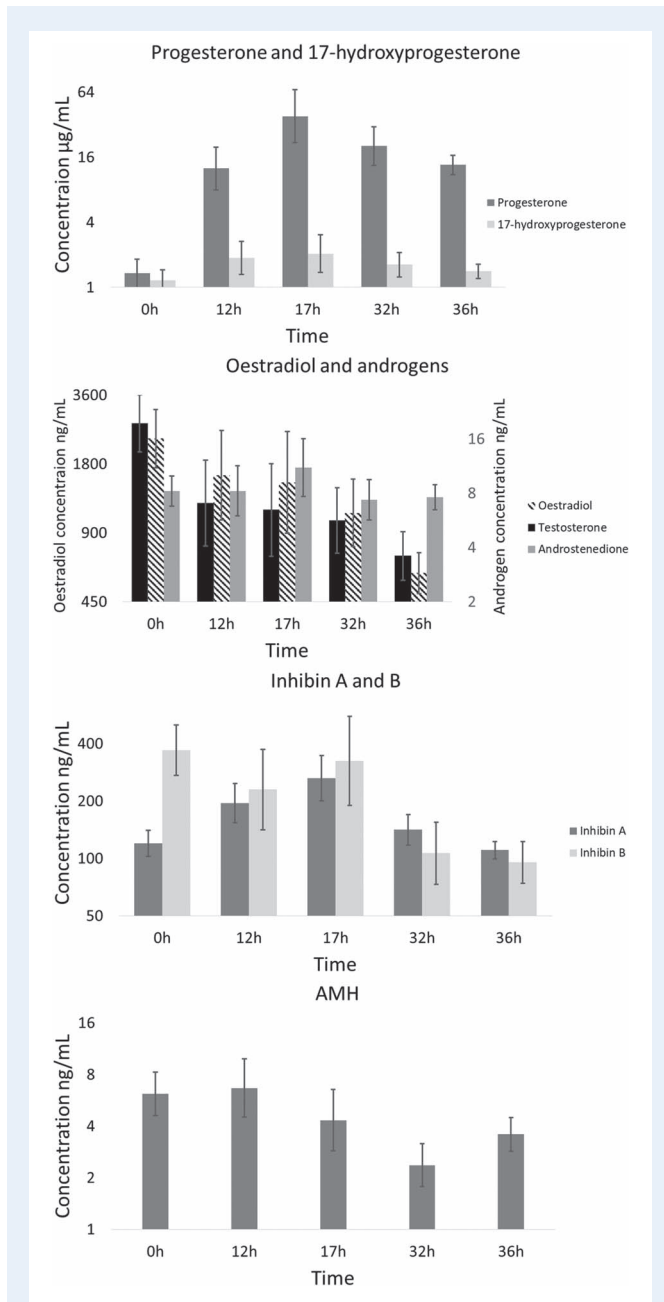 Progesterone and 17-hydroxyprogesterone
Concentraion µg/mL
64
16
4
1
Progesterone
17-hydroxyprogesterone
0h 12h 17h 32h 36h
Time
Oestradiol and androgens
Oestradiol concentraion ng/mL
3600
1800
900
450
16
8
4
2
Androgen concentration ng/mL
Oestradiol
Testosterone
Androstenedione
0h 12h 17h 32h 36h
Time
Inhibin A and B
Concentration ng/mL
400
200
100
50
Inhibin A
Inhibin B
0h 12h 17h 32h 36h
Time
AMH
Concentration ng/mL
16
8
4
2
1
0h 12h 17h 32h 36h
Time